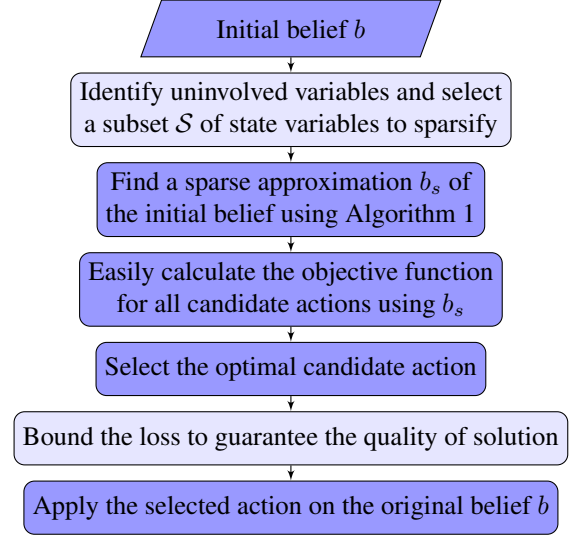 Initial belief b
Identify uninvolved variables and select
a subset 𝒮 of state variables to sparsify
Find a sparse approximation bₛ of
the initial belief using Algorithm 1
Easily calculate the objective function
for all candidate actions using bₛ
Select the optimal candidate action
Bound the loss to guarantee the quality of solution
Apply the selected action on the original belief b